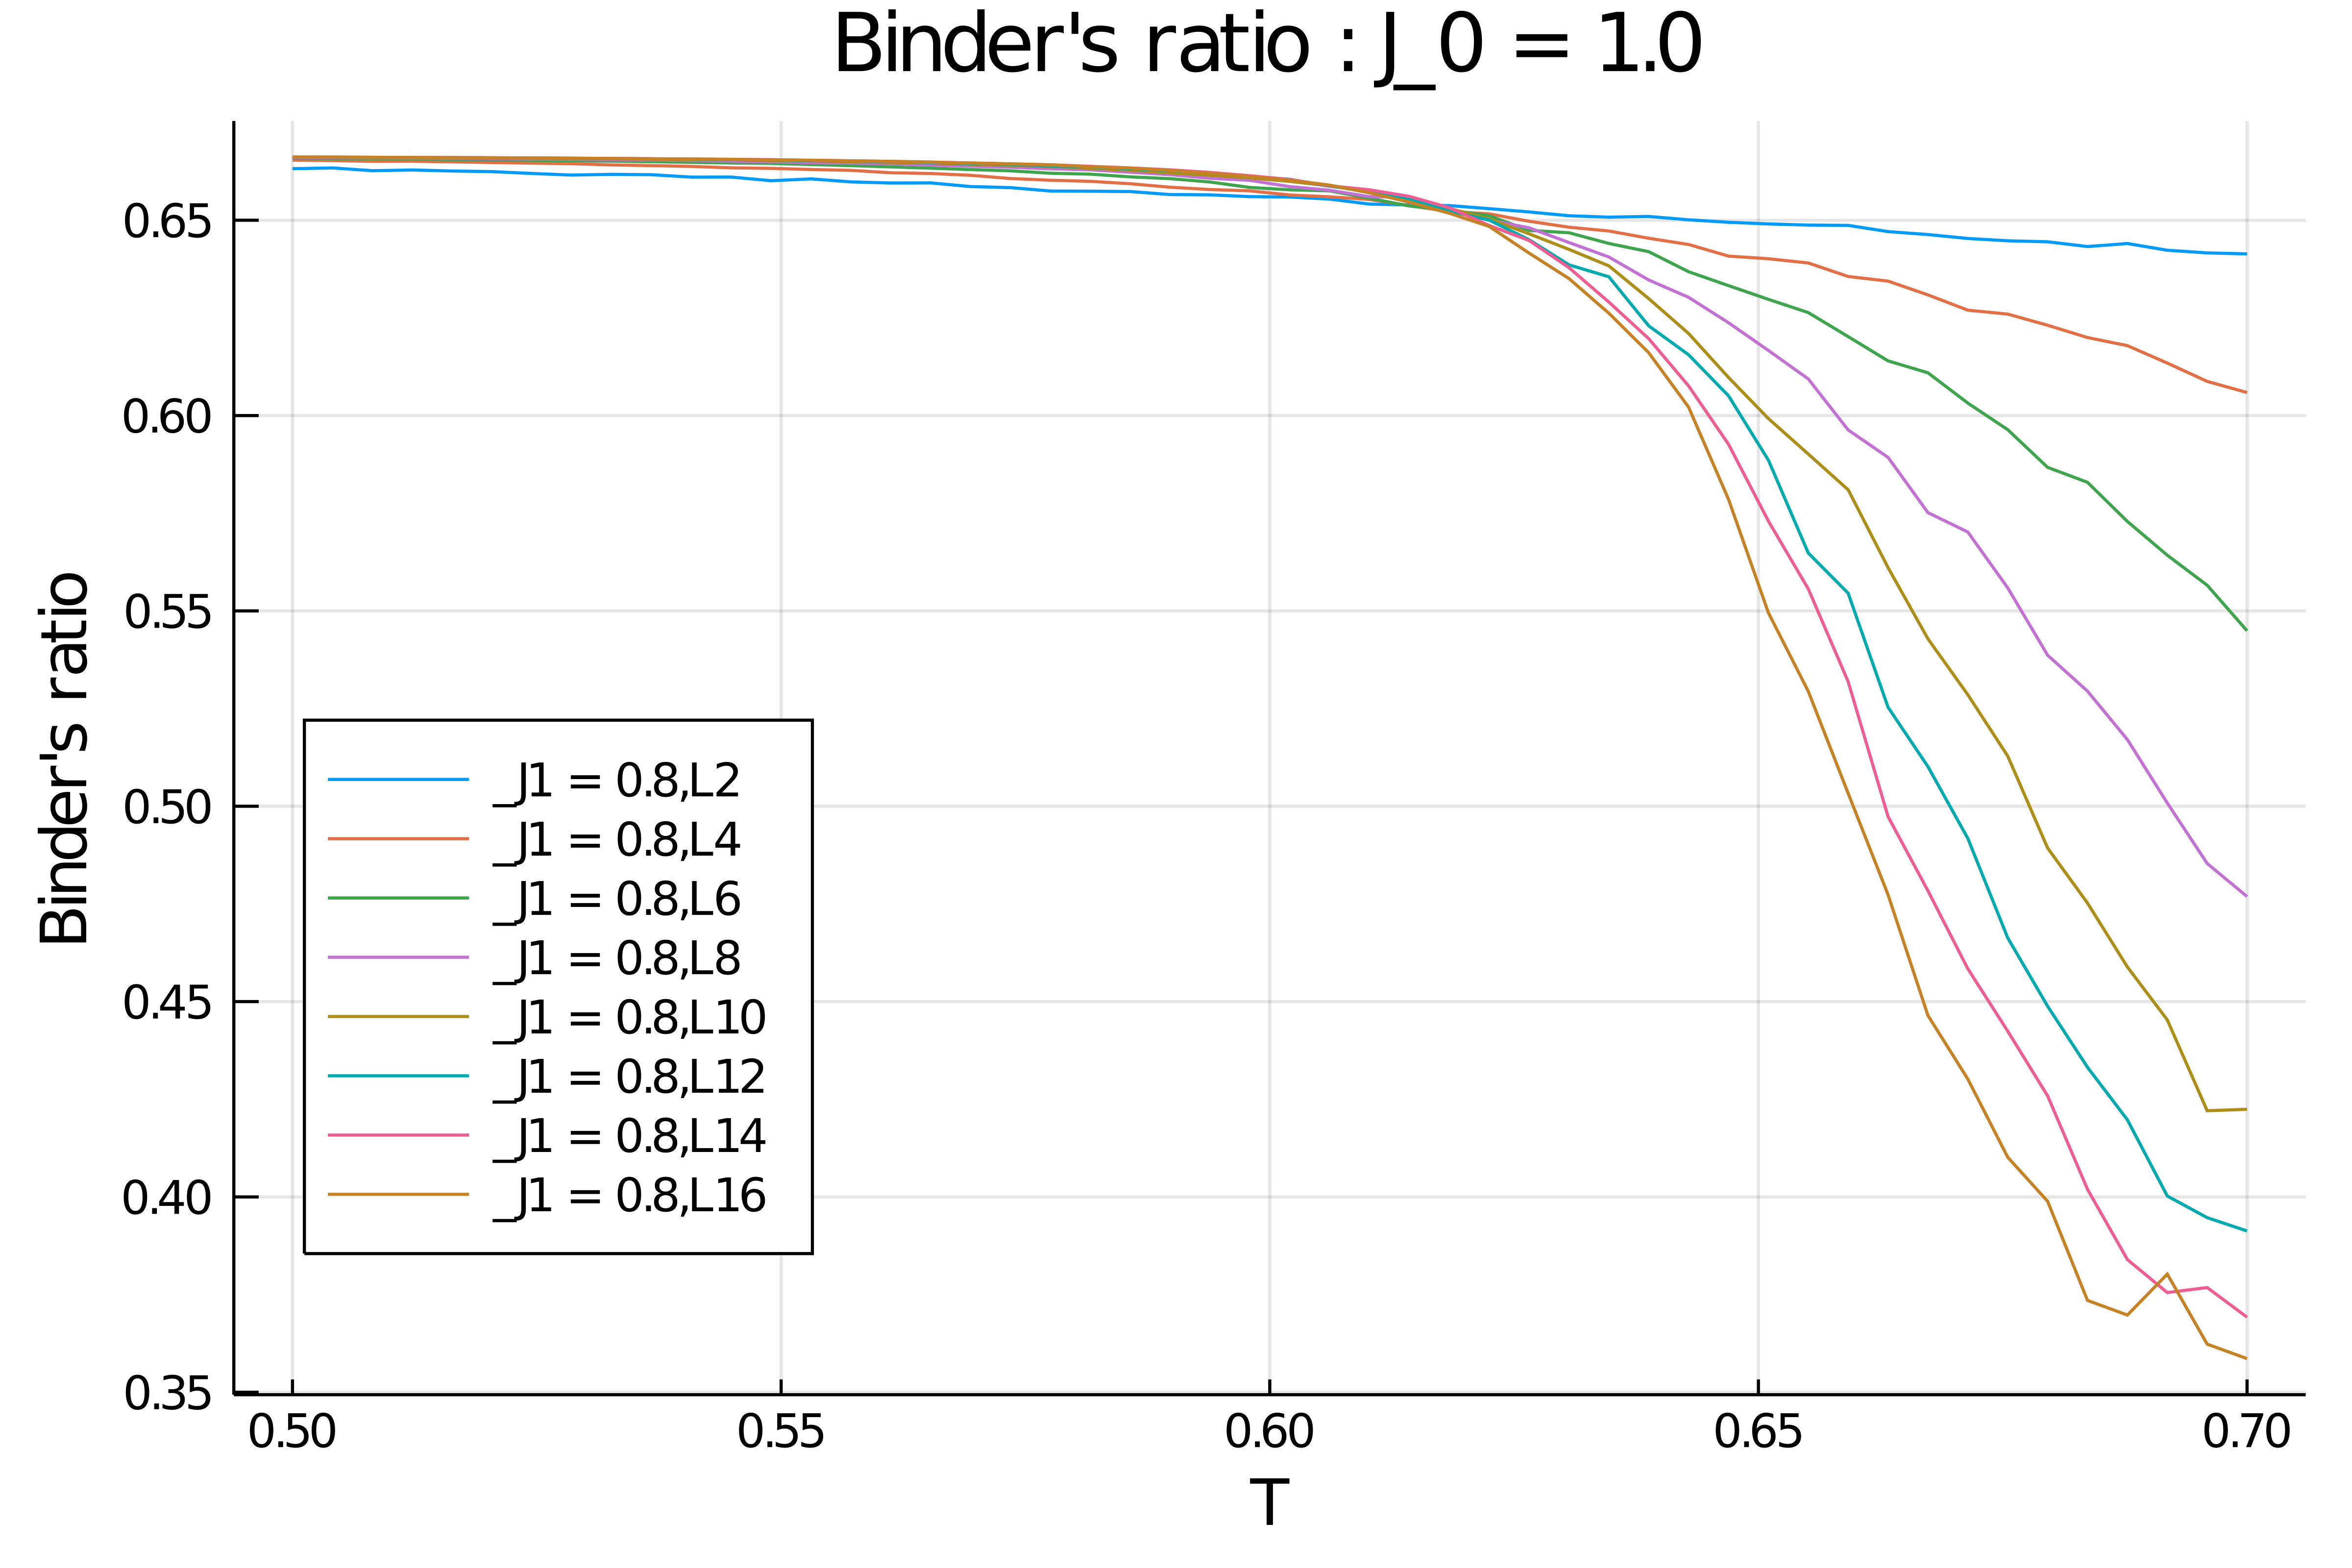 Binder's ratio : J_0 = 1.0
Binder's ratio
0.65
0.60
0.55
0.50
0.45
0.40
0.35
_J1 = 0.8,L2
_J1 = 0.8,L4
_J1 = 0.8,L6
_J1 = 0.8,L8
_J1 = 0.8,L10
_J1 = 0.8,L12
_J1 = 0.8,L14
_J1 = 0.8,L16
0.50 0.55 0.60 0.65 0.70
T